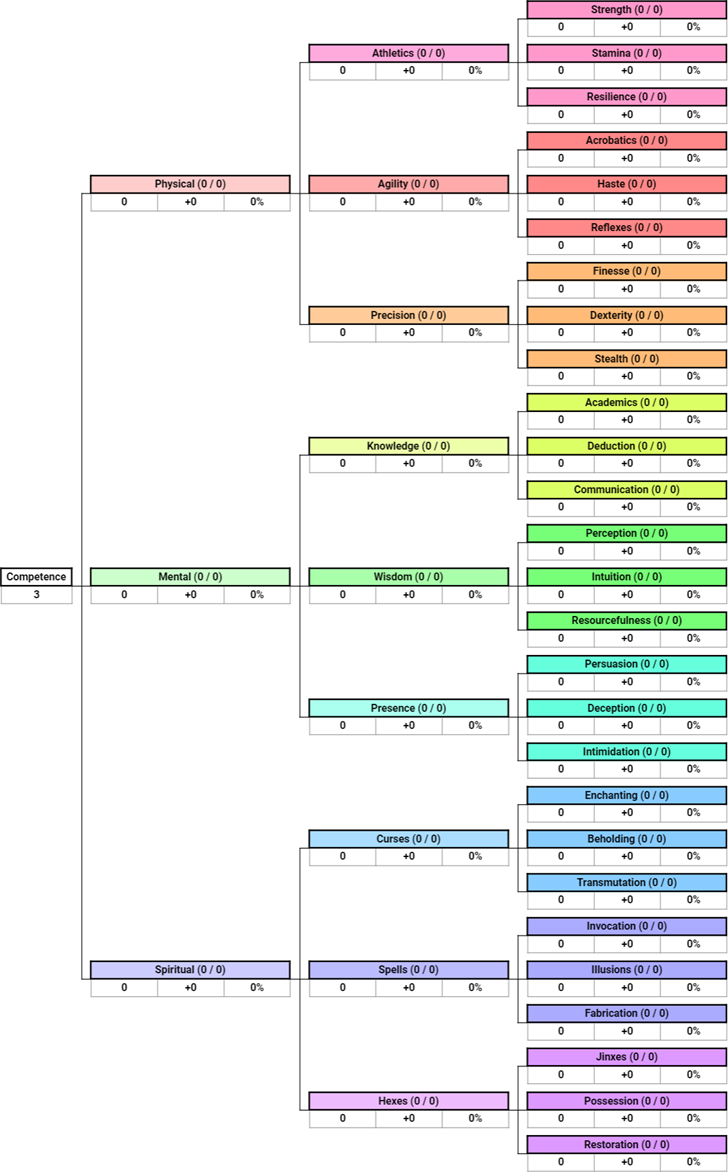 Strength (0 / 0)
0 +0 0%
Athletics (0 / 0)
0 +0 0%
Stamina (0 / 0)
0 +0 0%
Resilience (0 / 0)
0 +0 0%
Acrobatics (0 / 0)
0 +0 0%
Physical (0 / 0)
0 +0 0%
Agility (0 / 0)
0 +0 0%
Haste (0 / 0)
0 +0 0%
Reflexes (0 / 0)
0 +0 0%
Finesse (0 / 0)
0 +0 0%
Precision (0 / 0)
0 +0 0%
Dexterity (0 / 0)
0 +0 0%
Stealth (0 / 0)
0 +0 0%
Academics (0 / 0)
0 +0 0%
Knowledge (0 / 0)
0 +0 0%
Deduction (0 / 0)
0 +0 0%
Communication (0 / 0)
0 +0 0%
Perception (0 / 0)
0 +0 0%
Competence
3
Mental (0 / 0)
0 +0 0%
Wisdom (0 / 0)
0 +0 0%
Intuition (0 / 0)
0 +0 0%
Resourcefulness (0 / 0)
0 +0 0%
Persuasion (0 / 0)
0 +0 0%
Presence (0 / 0)
0 +0 0%
Deception (0 / 0)
0 +0 0%
Intimidation (0 / 0)
0 +0 0%
Enchanting (0 / 0)
0 +0 0%
Curses (0 / 0)
0 +0 0%
Beholding (0 / 0)
0 +0 0%
Transmutation (0 / 0)
0 +0 0%
Invocation (0 / 0)
0 +0 0%
Spiritual (0 / 0)
0 +0 0%
Spells (0 / 0)
0 +0 0%
Illusions (0 / 0)
0 +0 0%
Fabrication (0 / 0)
0 +0 0%
Jinxes (0 / 0)
0 +0 0%
Hexes (0 / 0)
0 +0 0%
Possession (0 / 0)
0 +0 0%
Restoration (0 / 0)
0 +0 0%